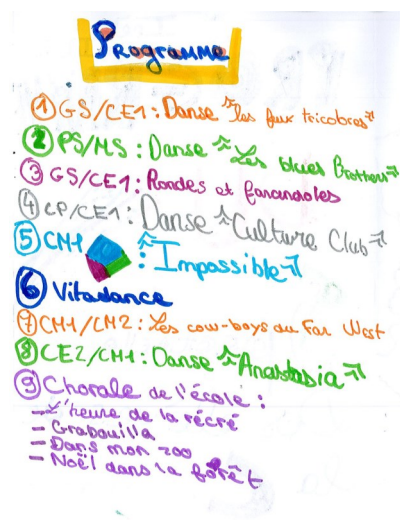 Programme
① GS/CE1 : Danse "les feux tricolores"
② PS/MS : Danse "Les blues Brothers"
③ GS/CE1 : Rondes et farandoles
④ CP/CE1 : Danse "Culture Club"
⑤ CM1 : "Impossible"
⑥ Vitadance
⑦ CM1/CM2 : Les cow-boys du Far West
⑧ CE2/CM1 : Danse "Anastasia"
⑨ Chorale de l'école :
- L'heure de la récré
- Grabouilla
- Dans mon zoo
- Noël dans la forêt